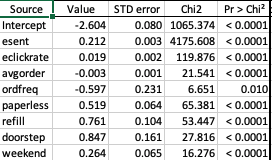 Source Value STD error Chi2 Pr > Chi²
Intercept -2.604 0.080 1065.374 < 0.0001
esent 0.212 0.003 4175.608 < 0.0001
eclickrate 0.019 0.002 119.876 < 0.0001
avgorder -0.003 0.001 21.541 < 0.0001
ordfreq -0.597 0.231 6.651 0.010
paperless 0.519 0.064 65.381 < 0.0001
refill 0.761 0.104 53.447 < 0.0001
doorstep 0.847 0.161 27.816 < 0.0001
weekend 0.264 0.065 16.276 < 0.0001